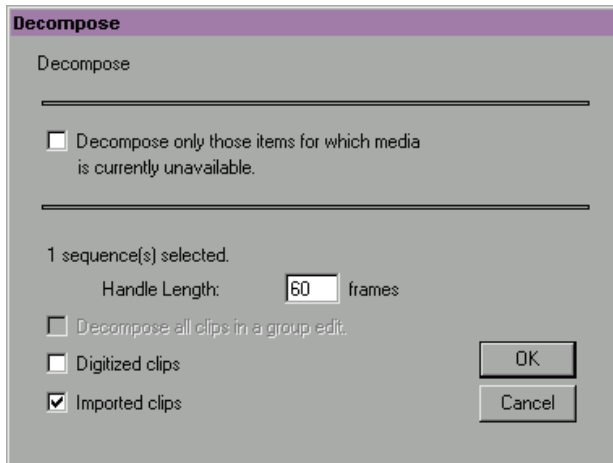 Decompose
Decompose
Decompose only those items for which media
is currently unavailable.
1 sequence(s) selected.
Handle Length: 60 frames
Decompose all clips in a group edit.
Digitized clips
OK
Imported clips
Cancel